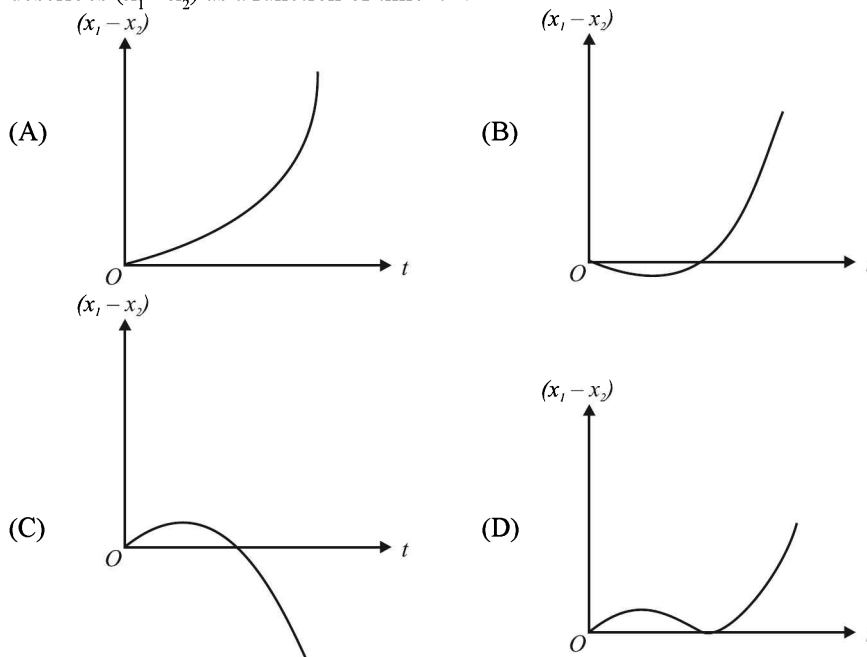 (x₁ – x₂)
(x₁ – x₂)
(A)
(B)
O
t
O
(x₁ – x₂)
(x₁ – x₂)
(C)
(D)
O
t
O